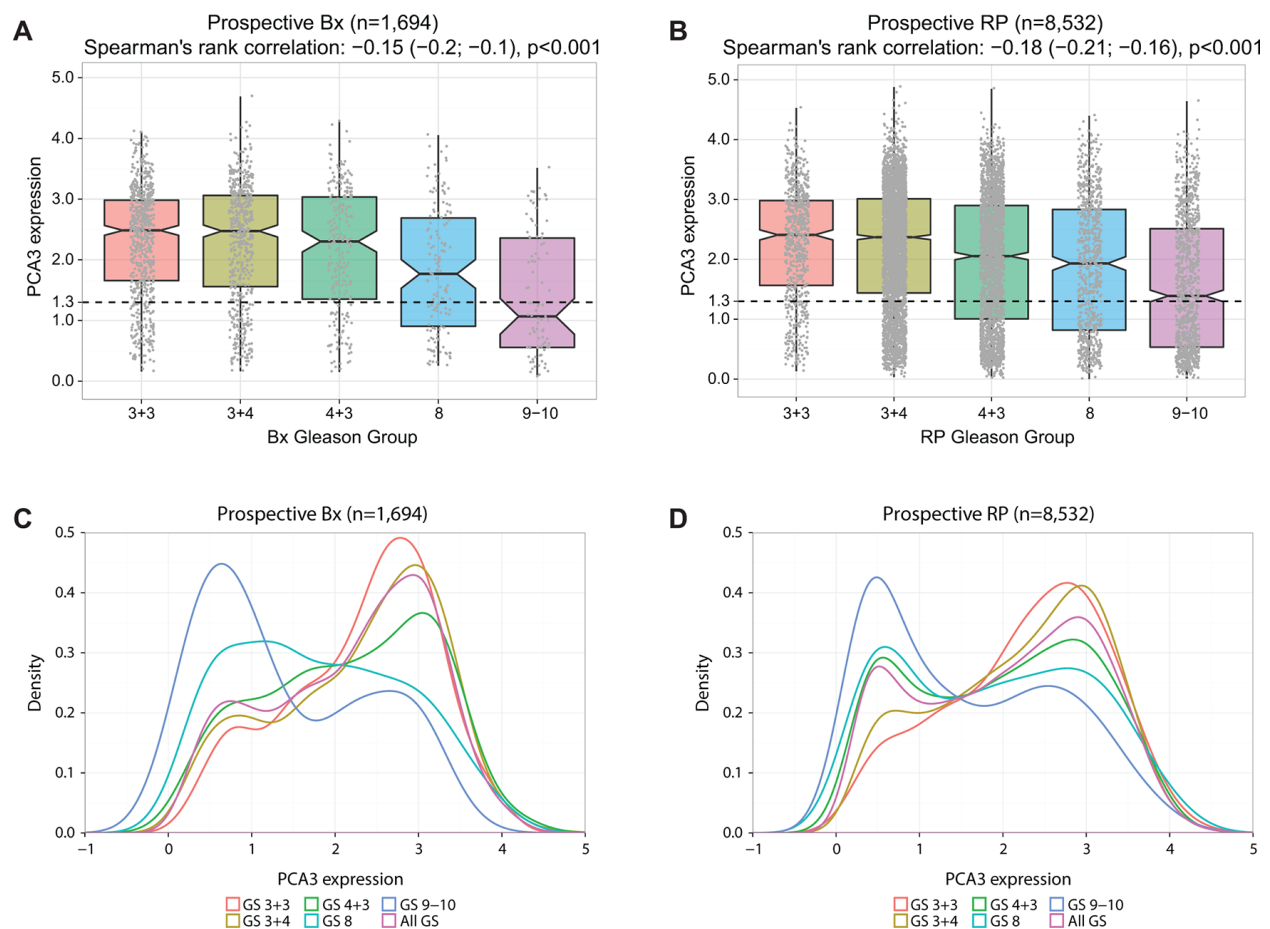 A
Prospective Bx (n=1,694)
Spearman's rank correlation: −0.15 (−0.2; −0.1), p<0.001
PCA3 expression
5.0
4.0
3.0
2.0
1.3
1.0
0.0
3+3 3+4 4+3 8 9−10
Bx Gleason Group
B
Prospective RP (n=8,532)
Spearman's rank correlation: −0.18 (−0.21; −0.16), p<0.001
PCA3 expression
5.0
4.0
3.0
2.0
1.3
1.0
0.0
3+3 3+4 4+3 8 9−10
RP Gleason Group
C
Prospective Bx (n=1,694)
Density
0.5
0.4
0.3
0.2
0.1
0.0
−1 0 1 2 3 4 5
PCA3 expression
GS 3+3 GS 4+3 GS 9−10
GS 3+4 GS 8 All GS
D
Prospective RP (n=8,532)
Density
0.5
0.4
0.3
0.2
0.1
0.0
−1 0 1 2 3 4 5
PCA3 expression
GS 3+3 GS 4+3 GS 9−10
GS 3+4 GS 8 All GS